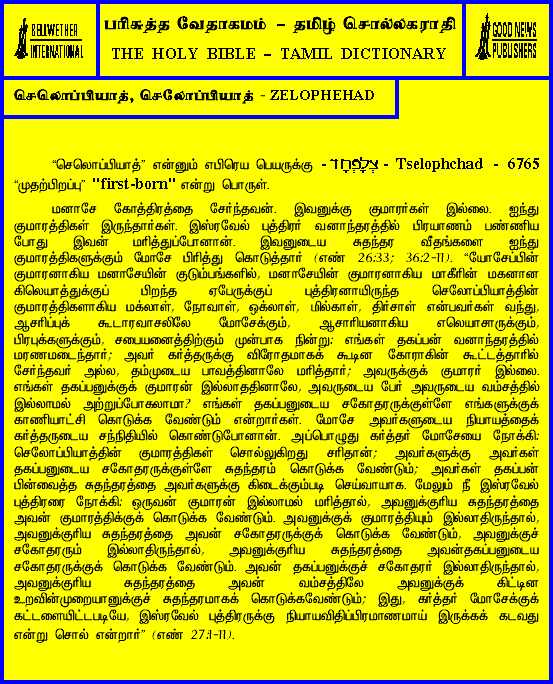 BELLWETHER
INTERNATIONAL
பரிசுத்த வேதாகமம் – தமிழ் சொல்லகராதி
THE HOLY BIBLE – TAMIL DICTIONARY
GOOD NEWS
PUBLISHERS
செலொப்பியாத், செலோப்பியாத் - ZELOPHEHAD
“செலொப்பியாத்” என்னும் எபிரெய பெயருக்கு - צְלָפְחָד - Tselophchad - 6765
“முதற்பிறப்பு” "first-born" என்று பொருள்.
மனாசே கோத்திரத்தை சேர்ந்தவன். இவனுக்கு குமாரர்கள் இல்லை. ஐந்து
குமாரத்திகள் இருந்தார்கள். இஸ்ரவேல் புத்திரர் வனாந்தரத்தில் பிரயாணம் பண்ணிய
போது இவன் மரித்துப்போனான். இவனுடைய சுதந்தர வீதங்களை ஐந்து
குமாரத்திகளுக்கும் மோசே பிரித்து கொடுத்தார் (எண் 26:33; 36:2-11). “யோசேப்பின்
குமாரனாகிய மனாசேயின் குடும்பங்களில், மனாசேயின் குமாரனாகிய மாகீரின் மகனான
கிலெயாத்துக்குப் பிறந்த ஏபேருக்குப் புத்திரனாயிருந்த செலோப்பியாத்தின்
குமாரத்திகளாகிய மக்லாள், நோவாள், ஒக்லாள், மில்காள், திர்சாள் என்பவர்கள் வந்து,
ஆசரிப்புக் கூடாரவாசலிலே மோசேக்கும், ஆசாரியனாகிய எலெயாசாருக்கும்,
பிரபுக்களுக்கும், சபையனைத்திற்கும் முன்பாக நின்று: எங்கள் தகப்பன் வனாந்தரத்தில்
மரணமடைந்தார்; அவர் கர்த்தருக்கு விரோதமாகக் கூடின கோராகின் கூட்டத்தாரில்
சேர்ந்தவர் அல்ல, தம்முடைய பாவத்தினாலே மரித்தார்; அவருக்குக் குமாரர் இல்லை.
எங்கள் தகப்பனுக்குக் குமாரன் இல்லாததினாலே, அவருடைய பேர் அவருடைய வம்சத்தில்
இல்லாமல் அற்றுப்போகலாமா? எங்கள் தகப்பனுடைய சகோதரருக்குள்ளே எங்களுக்குக்
காணியாட்சி கொடுக்க வேண்டும் என்றார்கள். மோசே அவர்களுடைய நியாயத்தைக்
கர்த்தருடைய சந்நிதியில் கொண்டுபோனான். அப்பொழுது கர்த்தர் மோசேயை நோக்கி:
செலொப்பியாத்தின் குமாரத்திகள் சொல்லுகிறது சரிதான்; அவர்களுக்கு அவர்கள்
தகப்பனுடைய சகோதரருக்குள்ளே சுதந்தரம் கொடுக்க வேண்டும்; அவர்கள் தகப்பன்
பின்வைத்த சுதந்தரத்தை அவர்களுக்கு கிடைக்கும்படி செய்வாயாக. மேலும் நீ இஸ்ரவேல்
புத்திரரை நோக்கி: ஒருவன் குமாரன் இல்லாமல் மரித்தால், அவனுக்குரிய சுதந்தரத்தை
அவன் குமாரத்திக்குக் கொடுக்க வேண்டும். அவனுக்குக் குமாரத்தியும் இல்லாதிருந்தால்,
அவனுக்குரிய சுதந்தரத்தை அவன் சகோதரருக்குக் கொடுக்க வேண்டும், அவனுக்குச்
சகோதரரும் இல்லாதிருந்தால், அவனுக்குரிய சுதந்தரத்தை அவன்தகப்பனுடைய
சகோதரருக்குக் கொடுக்க வேண்டும். அவன் தகப்பனுக்குச் சகோதரர் இல்லாதிருந்தால்,
அவனுக்குரிய சுதந்தரத்தை அவன் வம்சத்திலே அவனுக்குக் கிட்டின
உறவின்முறையானுக்குச் சுதந்தரமாகக் கொடுக்கவேண்டும்; இது, கர்த்தர் மோசேக்குக்
கட்டளையிட்டபடியே, இஸ்ரவேல் புத்திரருக்கு நியாயவிதிப்பிரமாணமாய் இருக்கக் கடவது
என்று சொல் என்றார்” (எண் 27:1-11).